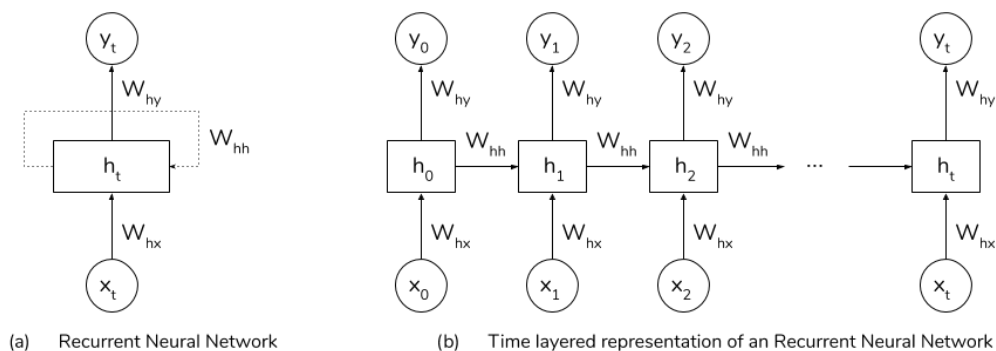 y_t y_0 y_1 y_2 y_t
W_hy W_hy W_hy W_hy W_hy
W_hh W_hh W_hh W_hh
h_t h_0 h_1 h_2 ... h_t
W_hx W_hx W_hx W_hx W_hx
x_t x_0 x_1 x_2 x_t
(a) Recurrent Neural Network
(b) Time layered representation of an Recurrent Neural Network